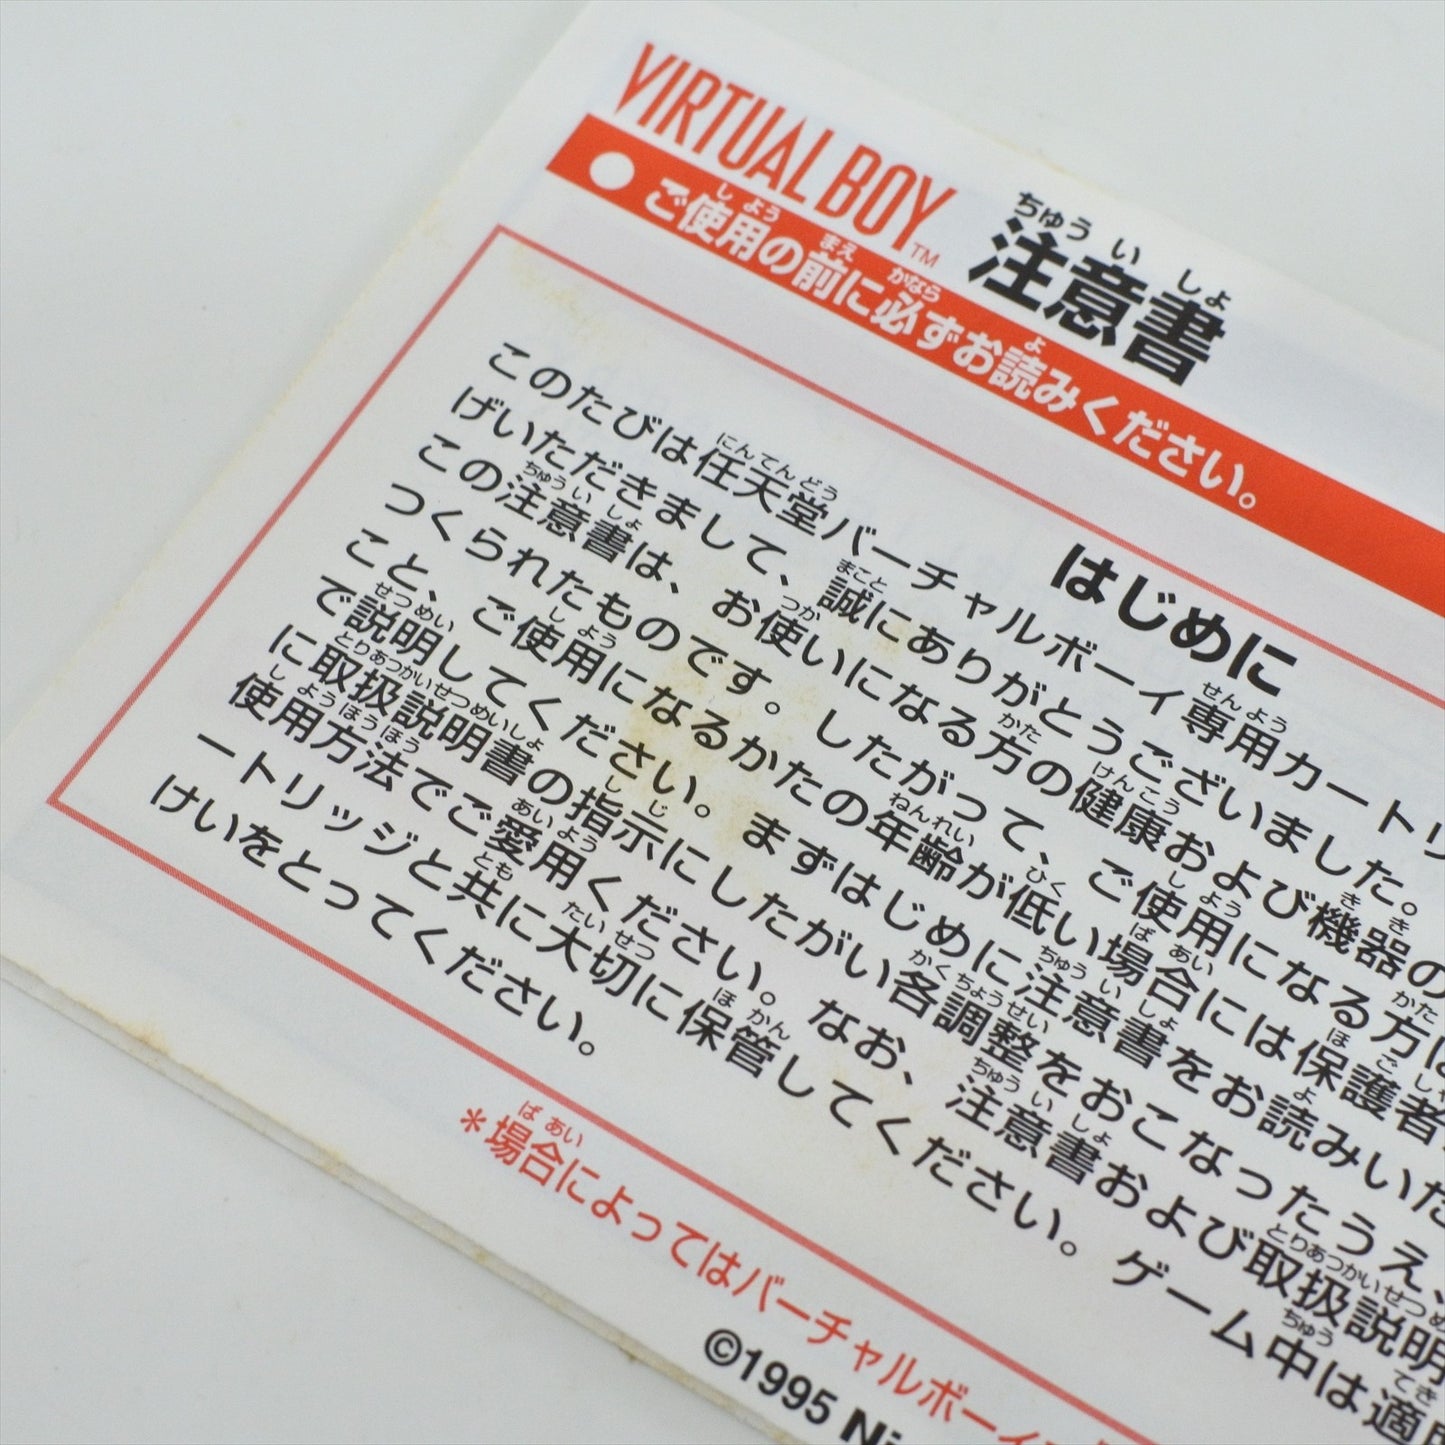 VIRTUAL BOY™ 注意書
●ご使用の前に必ずお読みください。
はじめに
このたびは任天堂バーチャルボーイ専用カートリ
げいただきまして、誠にありがとうございました。
この注意書は、お使いになる方の健康および機器の
つくられたものです。したがって、ご使用になる方は
こと、ご使用になるかたの年齢が低い場合には保護者
で説明してください。まずはじめに注意書をお読みいた
に取扱説明書の指示にしたがい各調整をおこなったうえ、
使用方法でご愛用ください。なお、注意書および取扱説明
ートリッジと共に大切に保管してください。ゲーム中は適
けいをとってください。
*場合によってはバーチャルボーイ
©1995 Ni